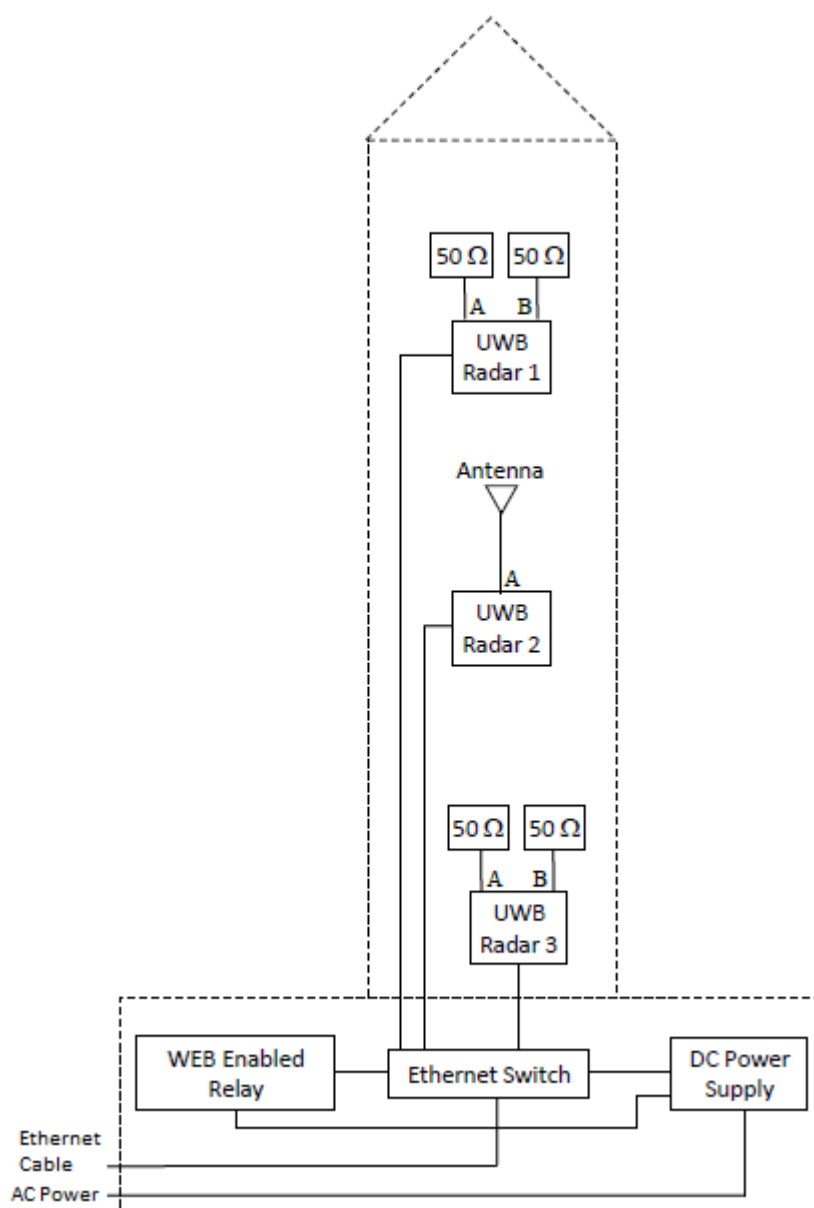 50 Ω
50 Ω
A
B
UWB
Radar 1
Antenna
A
UWB
Radar 2
50 Ω
50 Ω
A
B
UWB
Radar 3
WEB Enabled
Relay
Ethernet Switch
DC Power
Supply
Ethernet
Cable
AC Power